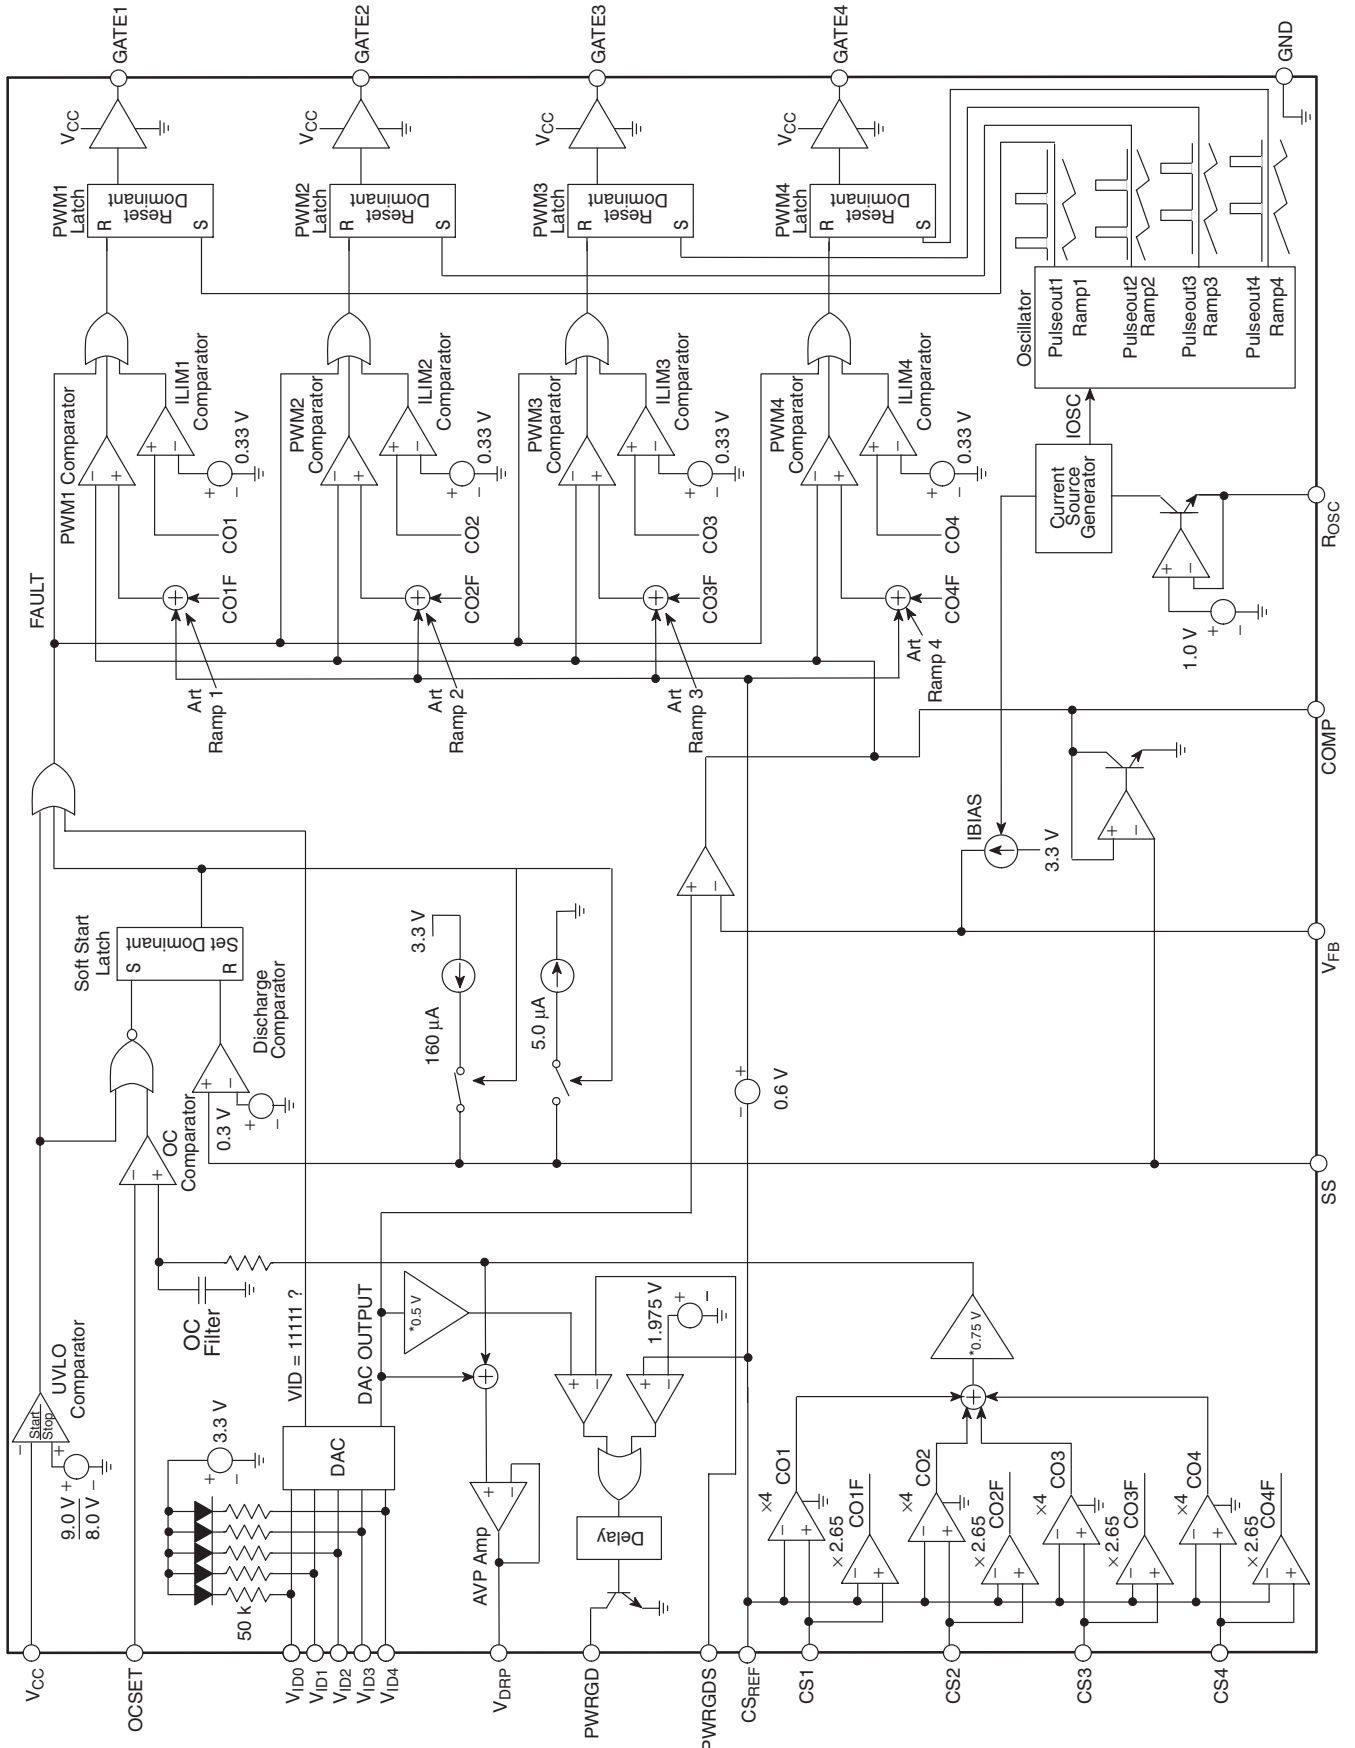 GATE1
GATE2
GATE3
GATE4
GND
VCC
VCC
VCC
VCC
PWM1
Latch
R
Reset
Dominant
S
PWM2
Latch
R
Reset
Dominant
S
PWM3
Latch
R
Reset
Dominant
S
PWM4
Latch
R
Reset
Dominant
S
Oscillator
Pulseout1
Ramp1
Pulseout2
Ramp2
Pulseout3
Ramp3
Pulseout4
Ramp4
IOSC
Current
Source
Generator
ROSC
1.0 V
+
−
+
−
FAULT
PWM1 Comparator
−
+
ILIM1
Comparator
+
−
0.33 V
+
−
CO1
CO1F
+
Art
Ramp 1
PWM2
Comparator
−
+
ILIM2
Comparator
+
−
0.33 V
+
−
CO2
CO2F
+
Art
Ramp 2
PWM3
Comparator
−
+
ILIM3
Comparator
+
−
0.33 V
+
−
CO3
CO3F
+
Art
Ramp 3
PWM4
Comparator
−
+
ILIM4
Comparator
+
−
0.33 V
+
−
CO4
CO4F
+
Art
Ramp 4
COMP
IBIAS
3.3 V
+
−
+
−
VFB
Soft Start
Latch
S
Set Dominant
R
Discharge
Comparator
+
−
0.3 V
+
−
OC
Comparator
−
+
3.3 V
160 μA
5.0 μA
+
−
0.6 V
SS
UVLO
Comparator
Start
Stop
−
+
9.0 V
8.0 V
+
−
OC
Filter
VID = 11111 ?
DAC OUTPUT
DAC
3.3 V
+
−
50 k
*0.5 V
+
AVP Amp
+
−
+
−
+
−
1.975 V
+
−
Delay
*0.75 V
+
CO1
×4
−
+
CO1F
× 2.65
−
+
CO2
×4
−
+
CO2F
× 2.65
−
+
CO3
×4
−
+
CO3F
× 2.65
−
+
CO4
×4
−
+
CO4F
× 2.65
−
+
VCC
OCSET
VID0
VID1
VID2
VID3
VID4
VDRP
PWRGD
PWRGDS
CSREF
CS1
CS2
CS3
CS4